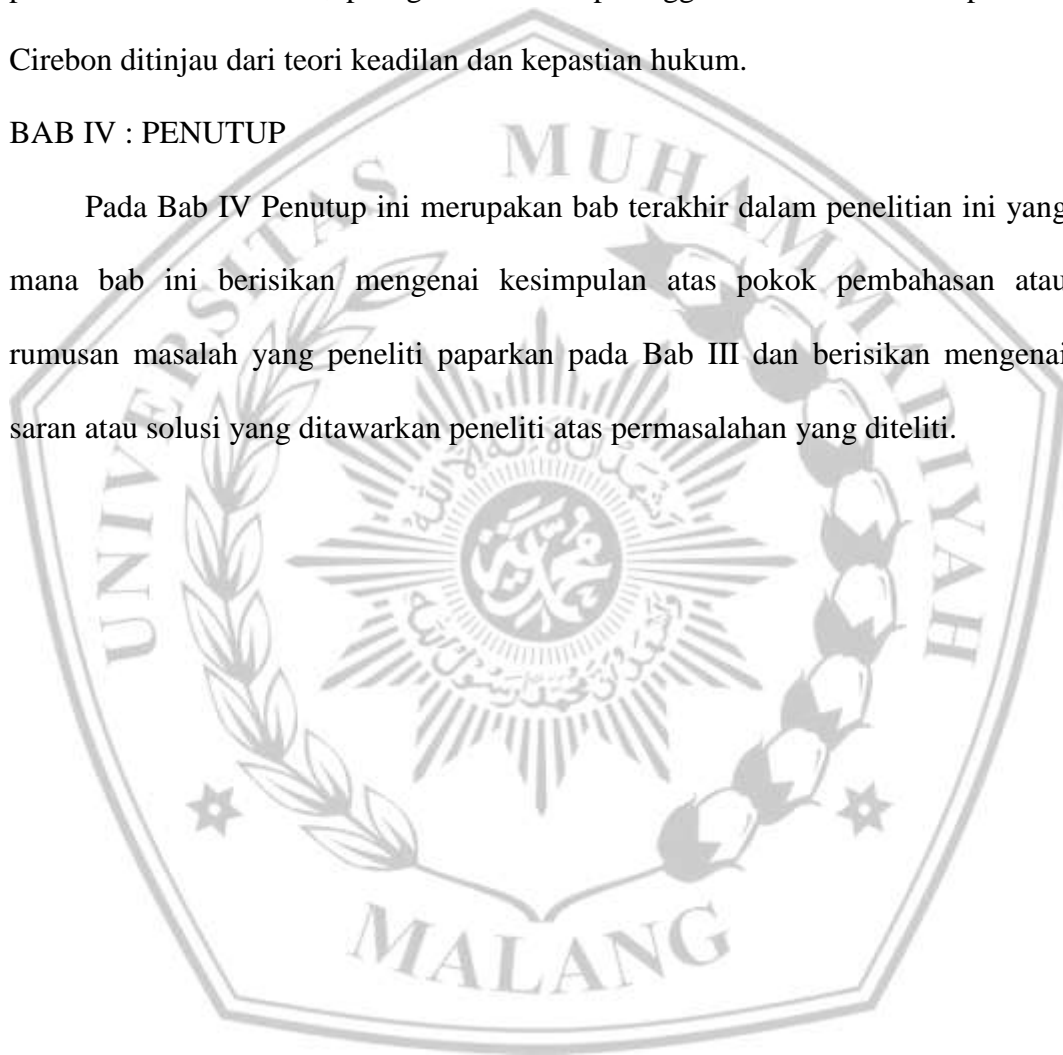 Cirebon ditinjau dari teori keadilan dan kepastian hukum.
BAB IV : PENUTUP
Pada Bab IV Penutup ini merupakan bab terakhir dalam penelitian ini yang
mana bab ini berisikan mengenai kesimpulan atas pokok pembahasan atau
rumusan masalah yang peneliti paparkan pada Bab III dan berisikan mengenai
saran atau solusi yang ditawarkan peneliti atas permasalahan yang diteliti.
UNIVERSITAS MUHAMMADIYAH
MALANG